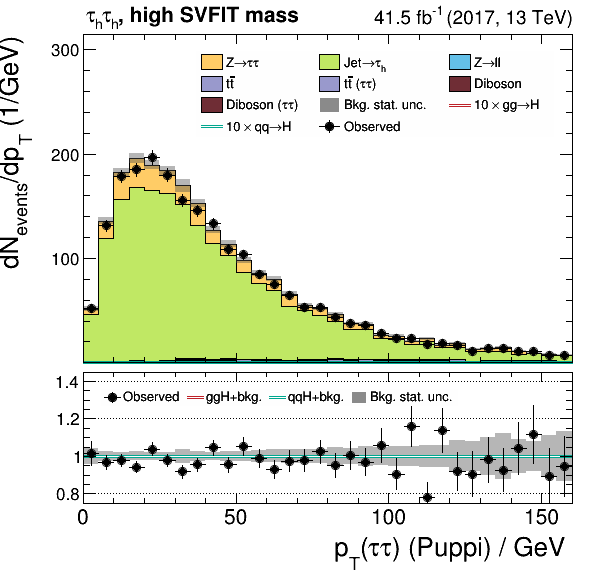 τhτh, high SVFIT mass 41.5 fb⁻¹ (2017, 13 TeV)
dNevents/dpT (1/GeV)
300
200
100
Z→ττ Jet→τh Z→ll
tt̄ tt̄ (ττ) Diboson
Diboson (ττ) Bkg. stat. unc. 10 × gg→H
10 × qq→H Observed
1.4
1.2
1
0.8
Observed ggH+bkg. qqH+bkg. Bkg. stat. unc.
0 50 100 150
pT(ττ) (Puppi) / GeV